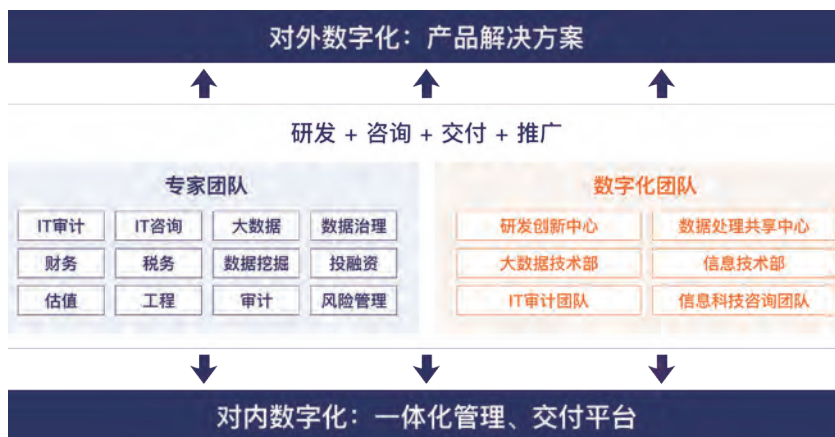 对外数字化：产品解决方案
研发 + 咨询 + 交付 + 推广
专家团队
IT审计 IT咨询 大数据 数据治理
财务 税务 数据挖掘 投融资
估值 工程 审计 风险管理
数字化团队
研发创新中心 数据处理共享中心
大数据技术部 信息技术部
IT审计团队 信息科技咨询团队
对内数字化：一体化管理、交付平台